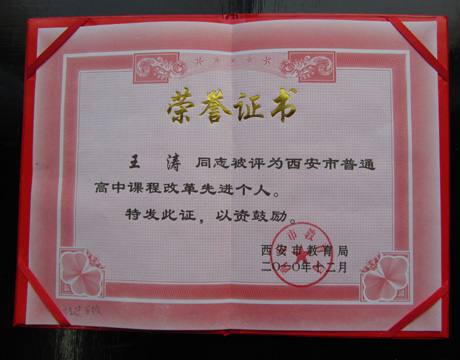 荣誉证书
王 涛 同志被评为西安市普通
高中课程改革先进个人。
特发此证，以资鼓励。
西安市教育局
二〇一〇年十二月